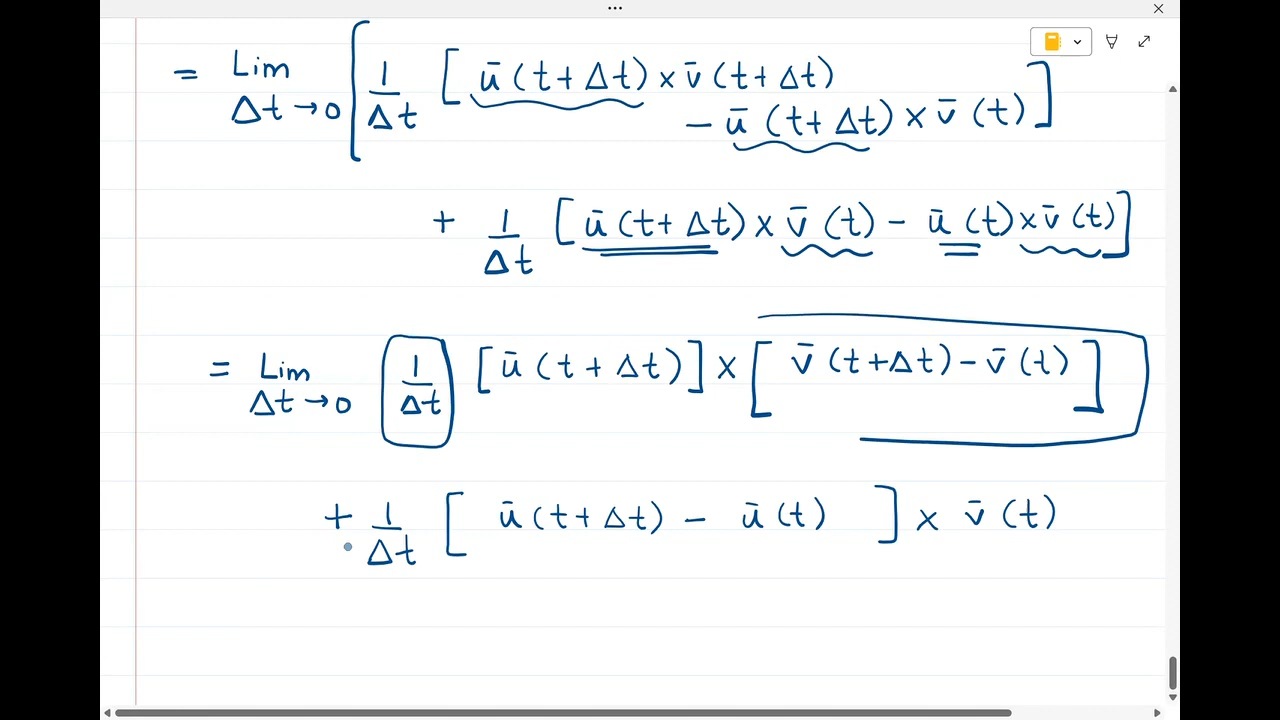 = Lim Δt→0 { 1/Δt [ ū(t+Δt) × v̄(t+Δt)
− ū(t+Δt) × v̄(t) ]
+ 1/Δt [ ū(t+Δt) × v̄(t) − ū(t) × v̄(t) ]
= Lim Δt→0 1/Δt [ ū(t+Δt) ] × [ v̄(t+Δt) − v̄(t) ]
+ 1/Δt [ ū(t+Δt) − ū(t) ] × v̄(t)